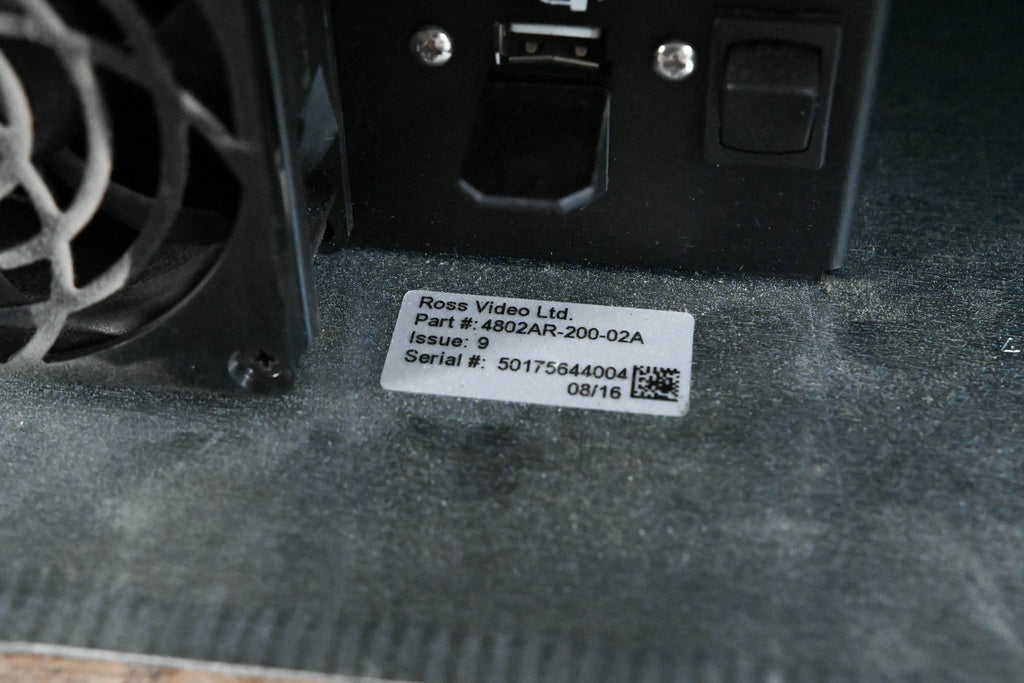 Ross Video Ltd.
Part #: 4802AR-200-02A
Issue: 9
Serial #: 50175644004
08/16